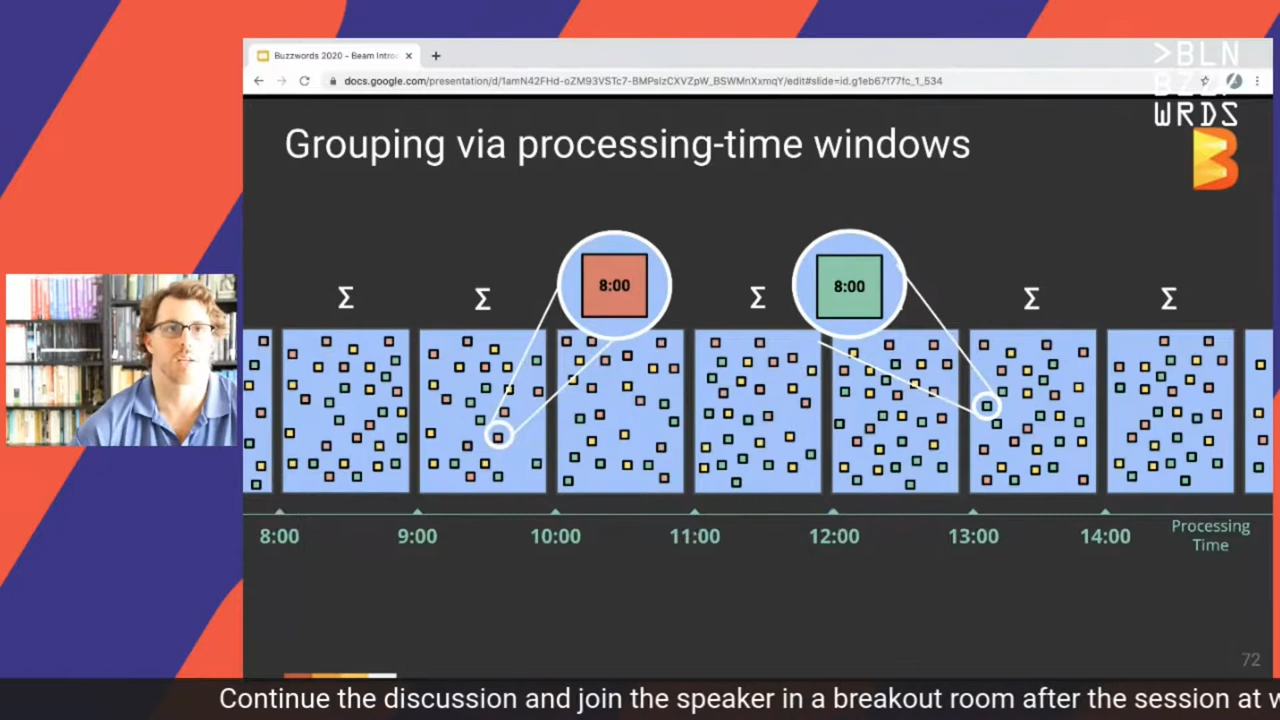 Buzzwords 2020 - Beam Intro
>BLN
docs.google.com/presentation/d/1amN42FHd-oZM93VSTc7-BMPsIzCXVZpW_BSWMnXxmqY/edit#slide=id.g1eb67f77fc_1_534
WRDS
Grouping via processing-time windows
8:00
8:00
Σ Σ Σ Σ Σ
8:00 9:00 10:00 11:00 12:00 13:00 14:00
Processing
Time
72
Continue the discussion and join the speaker in a breakout room after the session at